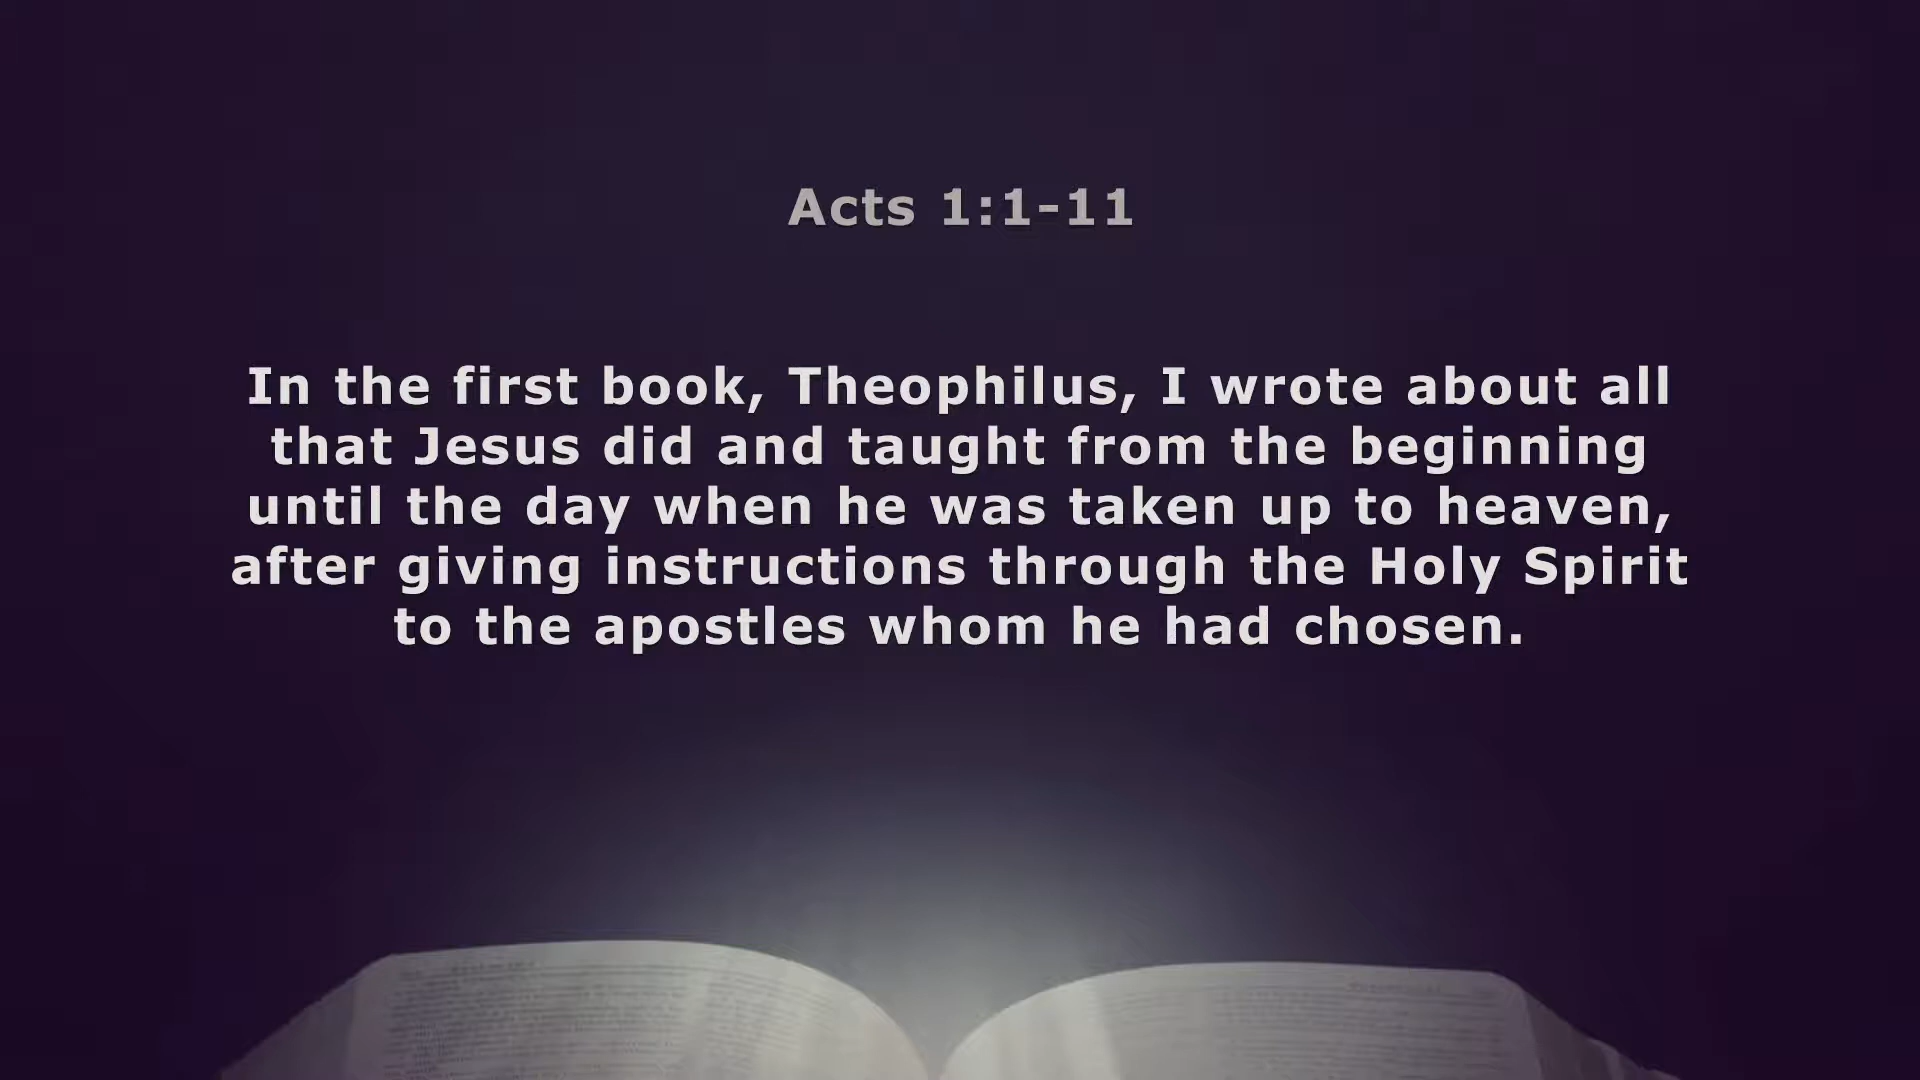 Acts 1:1-11
In the first book, Theophilus, I wrote about all
that Jesus did and taught from the beginning
until the day when he was taken up to heaven,
after giving instructions through the Holy Spirit
to the apostles whom he had chosen.